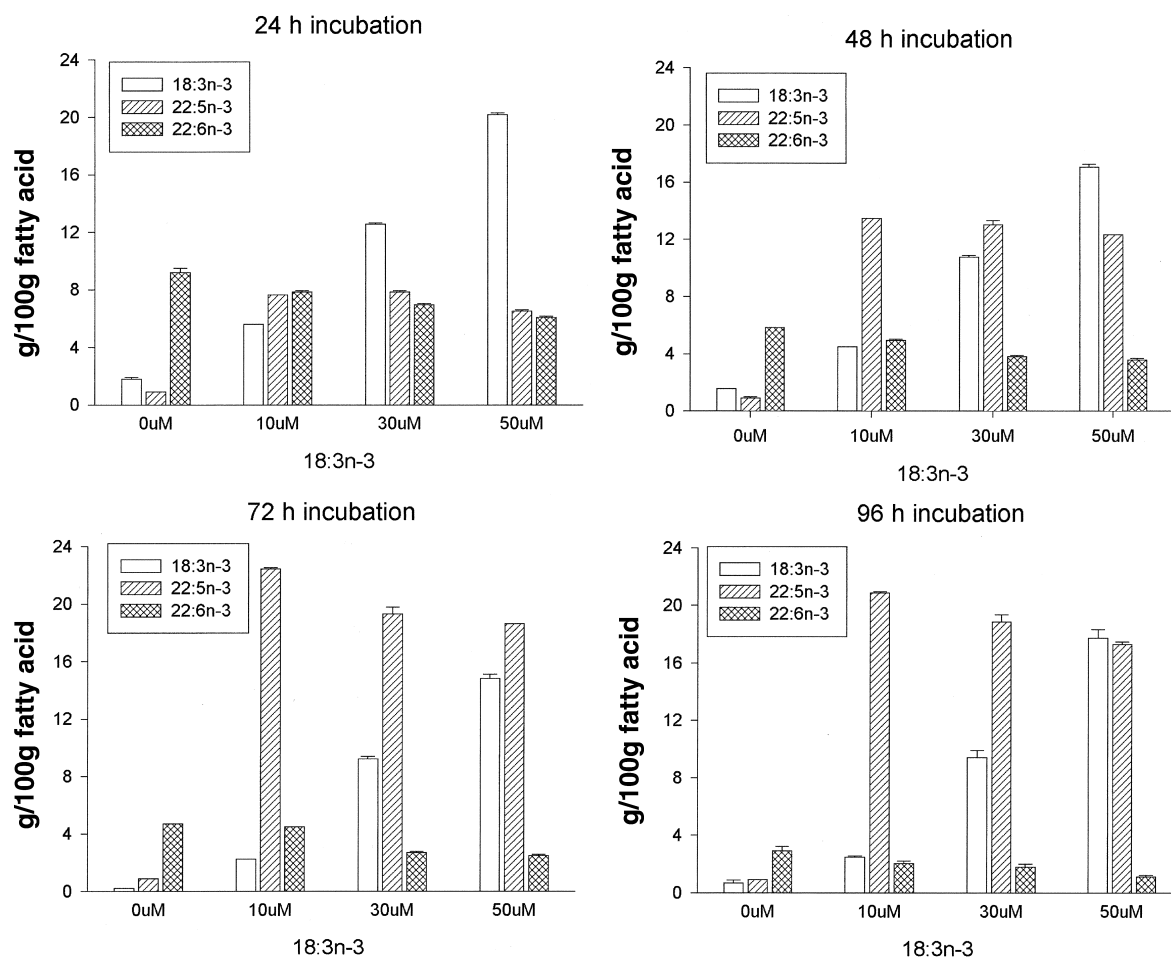 24 h incubation
g/100g fatty acid
24
20
16
12
8
4
0
18:3n-3
22:5n-3
22:6n-3
0uM 10uM 30uM 50uM
18:3n-3
48 h incubation
g/100g fatty acid
24
20
16
12
8
4
0
18:3n-3
22:5n-3
22:6n-3
0uM 10uM 30uM 50uM
18:3n-3
72 h incubation
g/100g fatty acid
24
20
16
12
8
4
0
18:3n-3
22:5n-3
22:6n-3
0uM 10uM 30uM 50uM
18:3n-3
96 h incubation
g/100g fatty acid
24
20
16
12
8
4
0
18:3n-3
22:5n-3
22:6n-3
0uM 10uM 30uM 50uM
18:3n-3